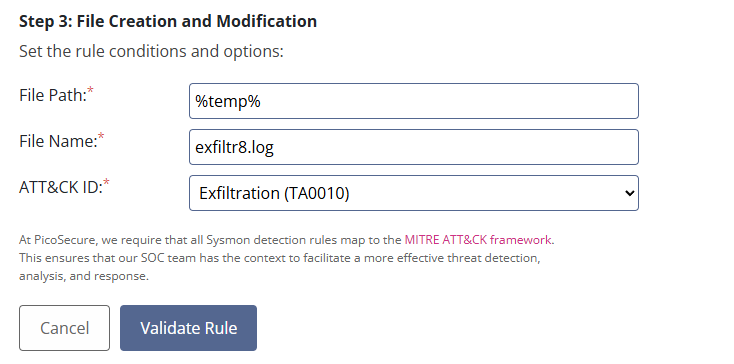 Step 3: File Creation and Modification
Set the rule conditions and options:
File Path:*
%temp%
File Name:*
exfiltr8.log
ATT&CK ID:*
Exfiltration (TA0010)
At PicoSecure, we require that all Sysmon detection rules map to the MITRE ATT&CK framework.
This ensures that our SOC team has the context to facilitate a more effective threat detection,
analysis, and response.
Cancel
Validate Rule